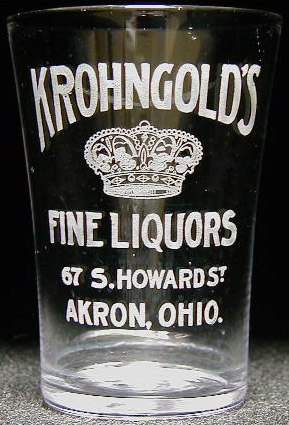 KROHNGOLD'S
FINE LIQUORS
67 S. HOWARD ST
AKRON, OHIO.